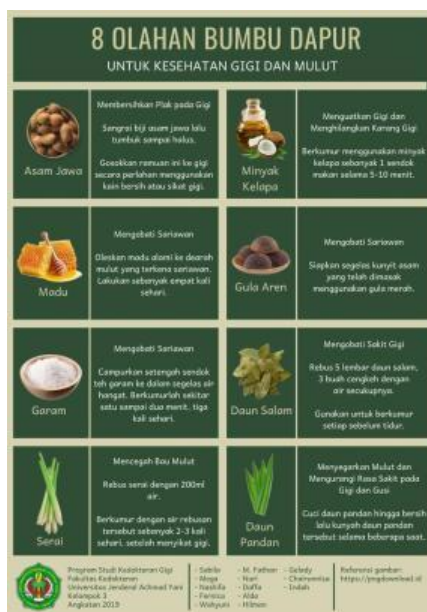 8 OLAHAN BUMBU DAPUR
UNTUK KESEHATAN GIGI DAN MULUT
Asam Jawa
Membersihkan Plak pada Gigi
Sangrai biji asam jawa lalu
tumbuk sampai halus.
Gosokkan ramuan ini ke gigi
secara perlahan menggunakan
kain bersih atau sikat gigi.
Minyak
Kelapa
Menguatkan Gigi dan
Menghilangkan Karang Gigi
Berkumur menggunakan minyak
kelapa sebanyak 1 sendok
makan selama 5-10 menit.
Madu
Mengobati Sariawan
Oleskan madu alami ke daerah
mulut yang terkena sariawan.
Lakukan sebanyak empat kali
sehari.
Gula Aren
Mengobati Sariawan
Siapkan segelas kunyit asam
yang telah dimasak
menggunakan gula merah.
Garam
Mengobati Sariawan
Campurkan setengah sendok
teh garam ke dalam segelas air
hangat. Berkumurlah sekitar
satu sampai dua menit, tiga
kali sehari.
Daun Salam
Mengobati Sakit Gigi
Rebus 5 lembar daun salam,
3 buah cengkeh dengan
air secukupnya.
Gunakan untuk berkumur
setiap sebelum tidur.
Serai
Mencegah Bau Mulut
Rebus serai dengan 200ml
air.
Berkumur dengan air rebusan
tersebut sebanyak 2-3 kali
sehari, setelah menyikat gigi.
Daun
Pandan
Menyegarkan Mulut dan
Mengurangi Rasa Sakit pada
Gigi dan Gusi
Cuci daun pandan hingga bersih
lalu kunyah daun pandan
tersebut selama beberapa saat.
Program Studi Kedokteran Gigi
Fakultas Kedokteran
Universitas Jenderal Achmad Yani
Kelompok 3
Angkatan 2019
- Sabila
- Mega
- Nashifa
- Fernica
- Wahyuni
- M. Fathan
- Hari
- Daffa
- Alda
- Hilman
- Galady
- Chairunnisa
- Indah
Referensi gambar:
https://pngdownload.id